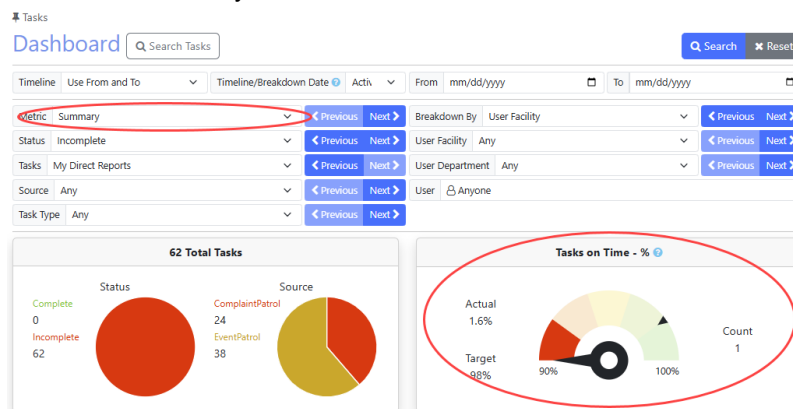 Tasks
Dashboard Search Tasks Search Reset
Timeline Use From and To Timeline/Breakdown Date Activ From mm/dd/yyyy To mm/dd/yyyy
Metric Summary Previous Next Breakdown By User Facility Previous Next
Status Incomplete Previous Next User Facility Any Previous Next
Tasks My Direct Reports Previous Next User Department Any Previous Next
Source Any Previous Next User Anyone
Task Type Any Previous Next
62 Total Tasks
Status Source
Complete
0
Incomplete
62
ComplaintPatrol
24
EventPatrol
38
Tasks on Time - %
Actual
1.6%
Target
98%
90% 100%
Count
1